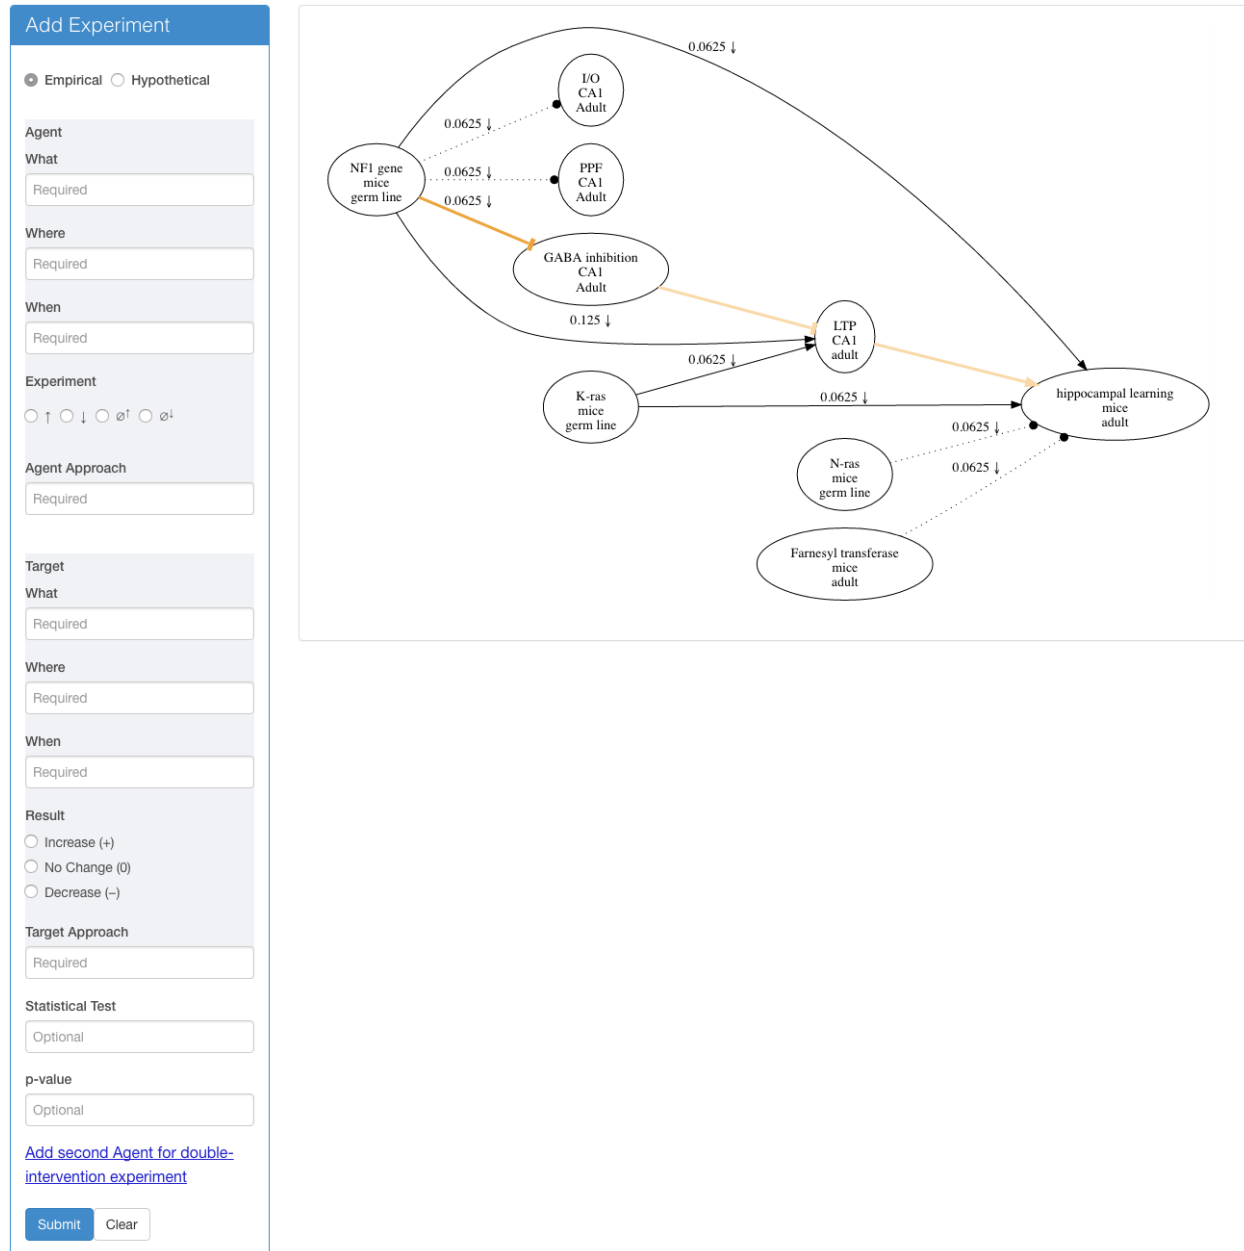 Add Experiment
Empirical
Hypothetical
Agent
What
Required
Where
Required
When
Required
Experiment
↑ ↓ ⌀↑ ⌀↓
Agent Approach
Required
Target
What
Required
Where
Required
When
Required
Result
Increase (+)
No Change (0)
Decrease (–)
Target Approach
Required
Statistical Test
Optional
p-value
Optional
Add second Agent for double-
intervention experiment
Submit
Clear
0.0625 ↓
I/O
CA1
Adult
0.0625 ↓
NF1 gene
mice
germ line
0.0625 ↓
PPF
CA1
Adult
0.0625 ↓
GABA inhibition
CA1
Adult
0.125 ↓
LTP
CA1
adult
0.0625 ↓
K-ras
mice
germ line
0.0625 ↓
hippocampal learning
mice
adult
0.0625 ↓
N-ras
mice
germ line
0.0625 ↓
Farnesyl transferase
mice
adult